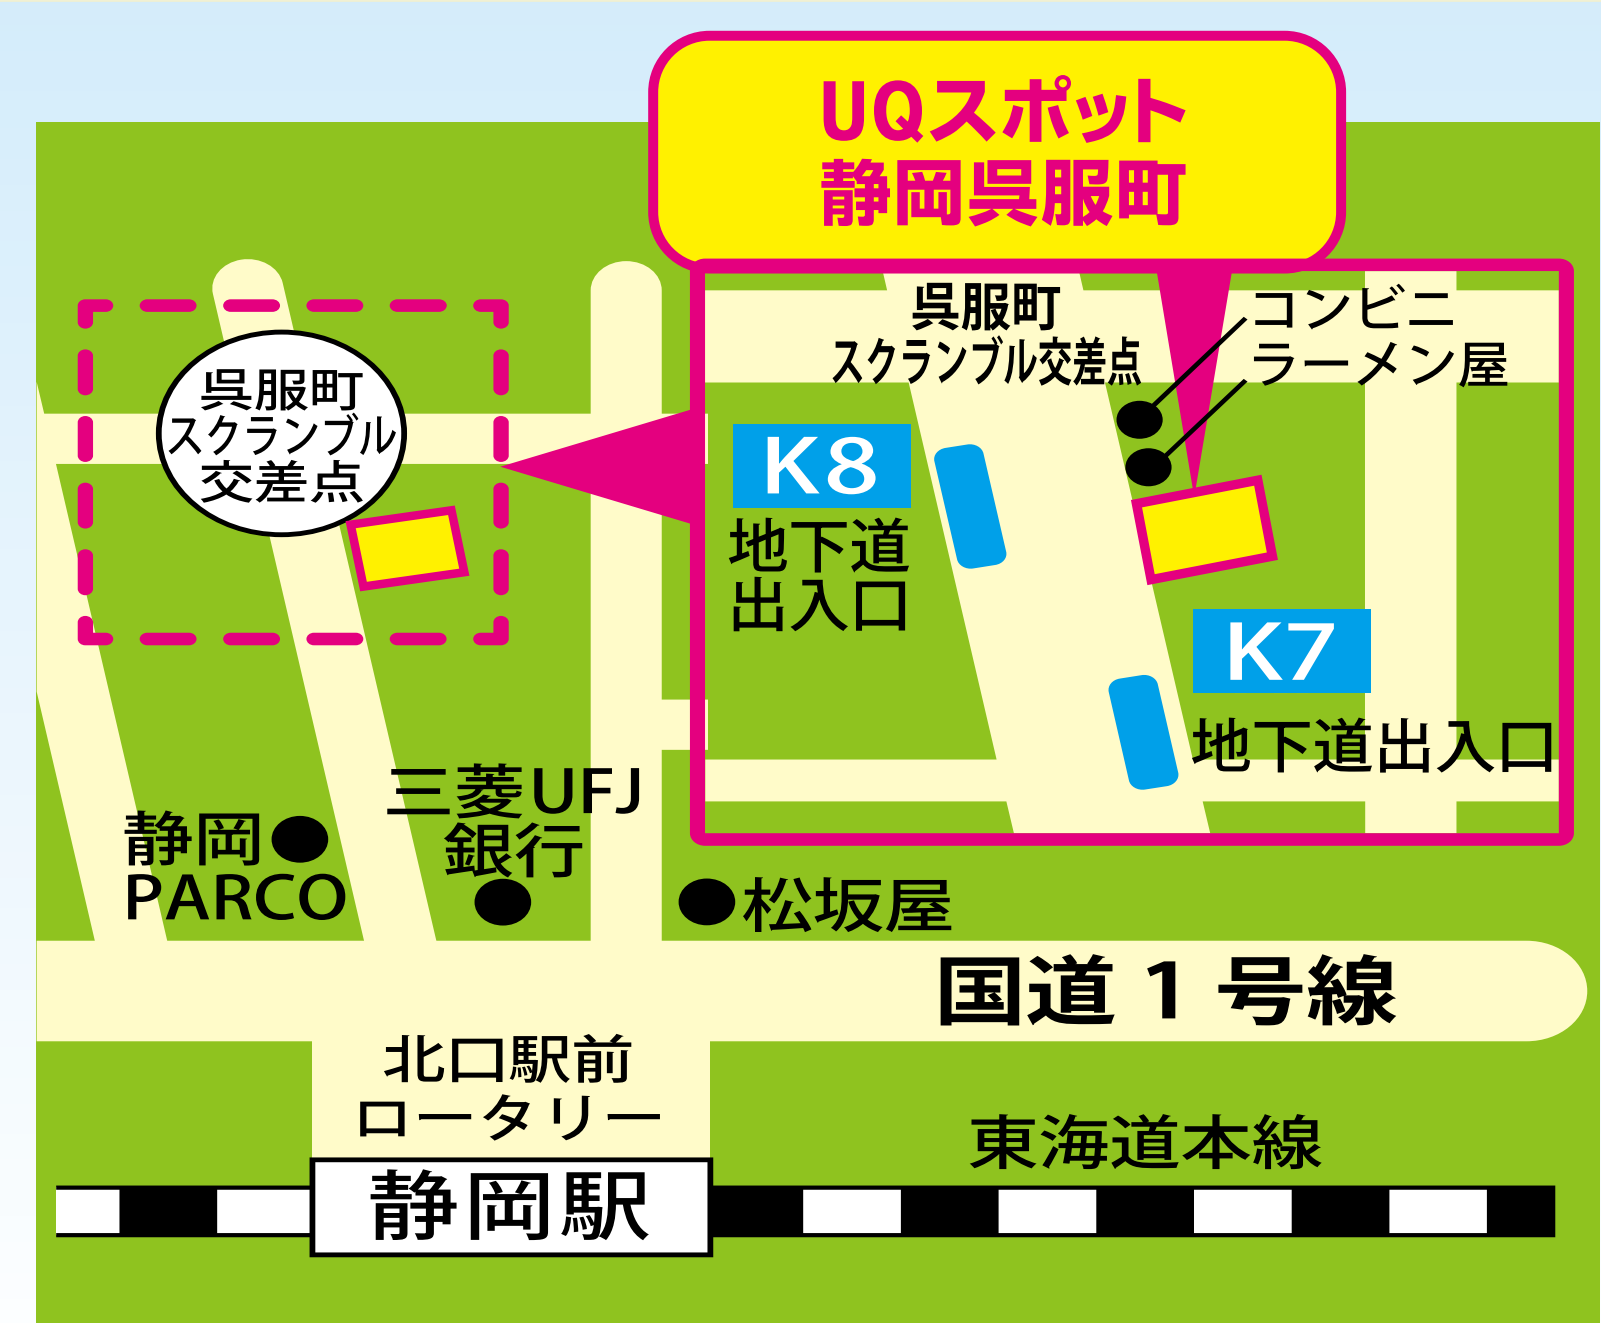 UQスポット
静岡呉服町
呉服町
スクランブル交差点
コンビニ
ラーメン屋
呉服町
スクランブル
交差点
K8
地下道
出入口
K7
地下道出入口
三菱UFJ
銀行
静岡
PARCO
松坂屋
国道1号線
北口駅前
ロータリー
東海道本線
静岡駅